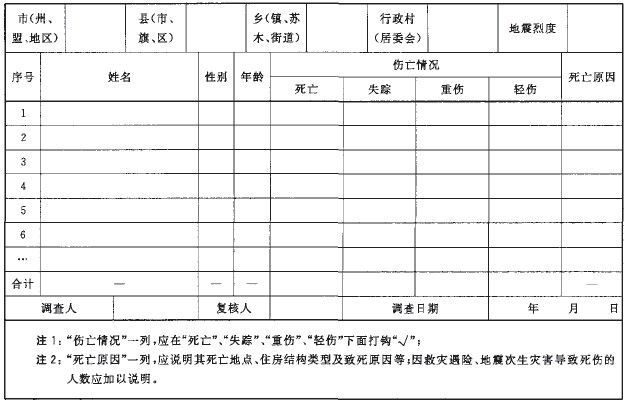 市(州、 县(市、 乡(镇、苏 行政村 地震烈度
盟、地区) 旗、区) 木、街道) (居委会)
序号 姓名 性别 年龄 伤亡情况 死亡原因
死亡 失踪 重伤 轻伤
1
2
3
4
5
6
…
合计 — — — —
调查人 复核人 调查日期 年 月 日
注1:“伤亡情况”一列,应在“死亡”、“失踪”、“重伤”、“轻伤”下面打钩“√”;
注2:“死亡原因”一列,应说明其死亡地点、住房结构类型及致死原因等;因救灾遇险、地震次生灾害导致死伤的
人数应加以说明。